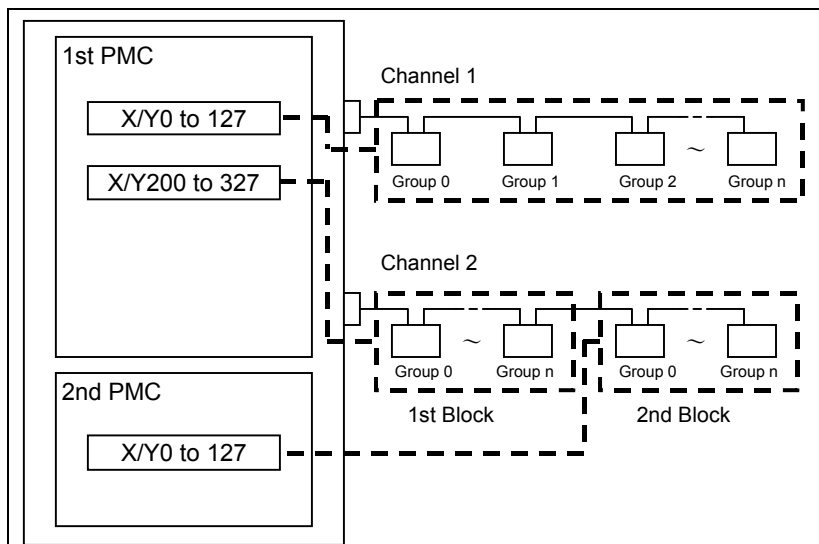 1st PMC
X/Y0 to 127
X/Y200 to 327
Channel 1
Group 0 Group 1 Group 2 ~ Group n
Channel 2
Group 0 ~ Group n Group 0 ~ Group n
1st Block 2nd Block
2nd PMC
X/Y0 to 127